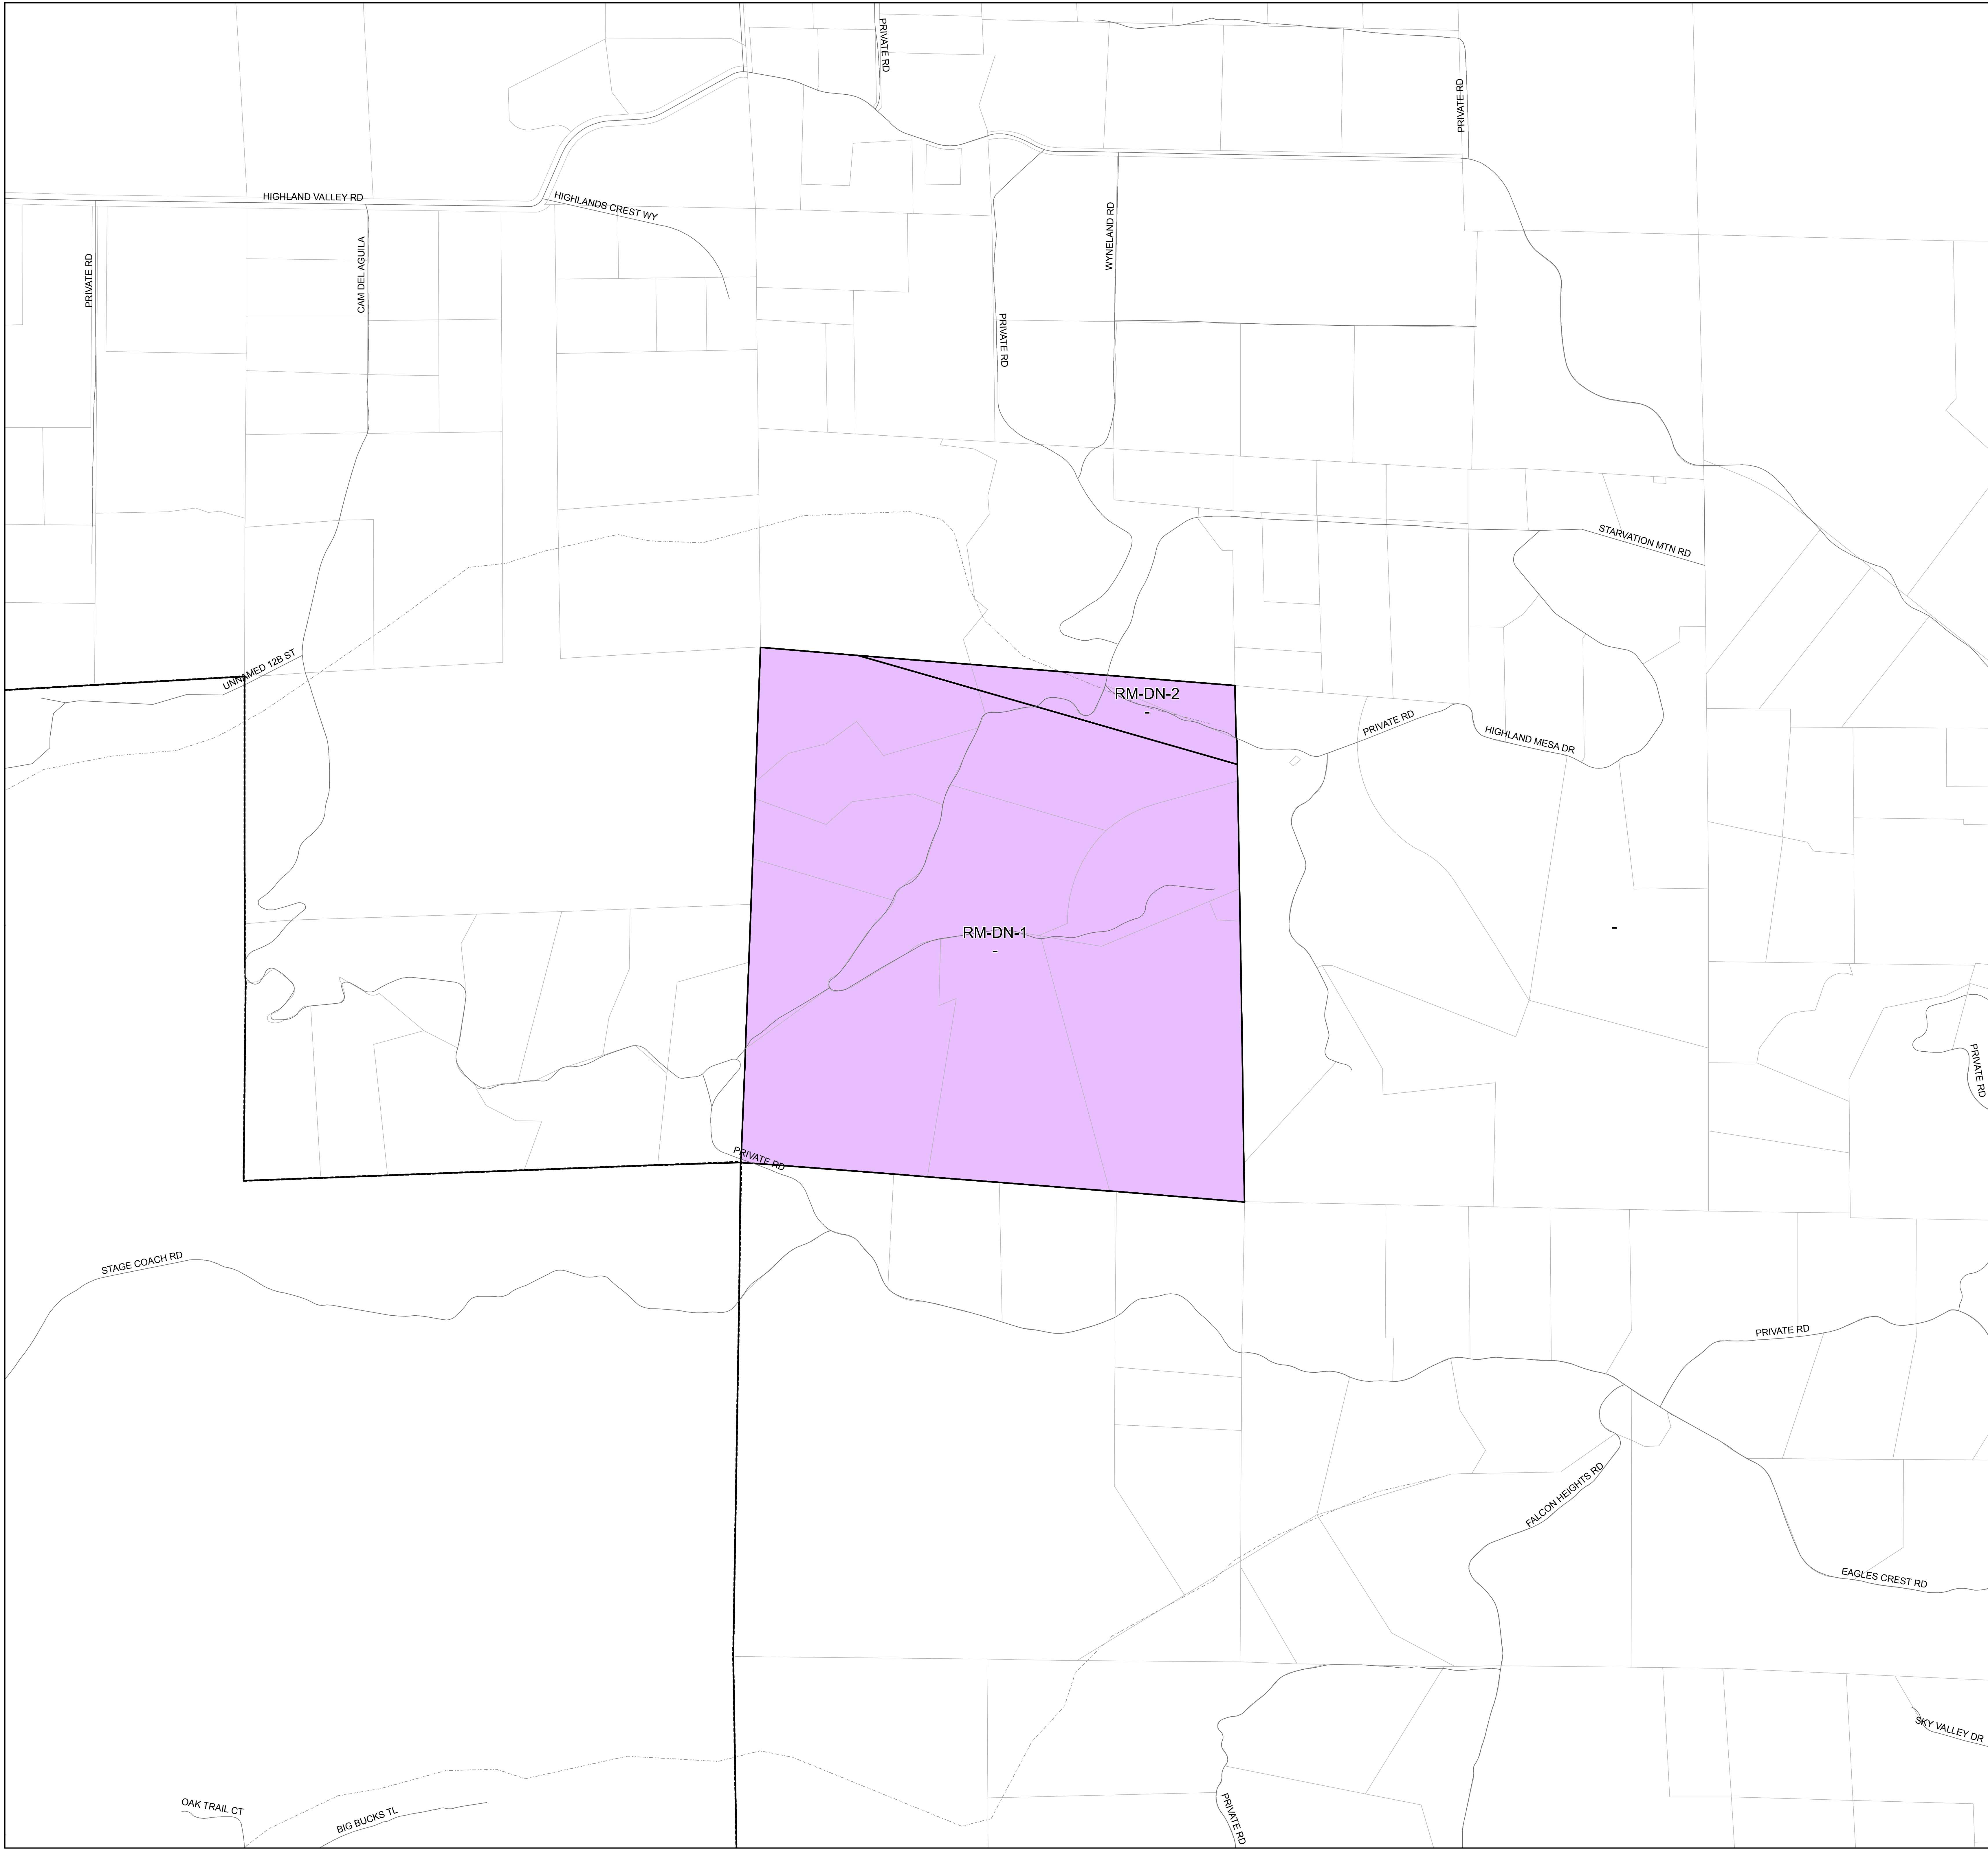 PRIVATE RD
PRIVATE RD
HIGHLAND VALLEY RD
HIGHLANDS CREST WY
PRIVATE RD
CAM DEL AGUILA
WYNELAND RD
PRIVATE RD
STARVATION MTN RD
UNNAMED 12B ST
RM-DN-2
-
PRIVATE RD
HIGHLAND MESA DR
RM-DN-1
-
-
PRIVATE RD
PRIVATE RD
STAGE COACH RD
PRIVATE RD
FALCON HEIGHTS RD
EAGLES CREST RD
SKY VALLEY DR
OAK TRAIL CT
BIG BUCKS TL
PRIVATE RD